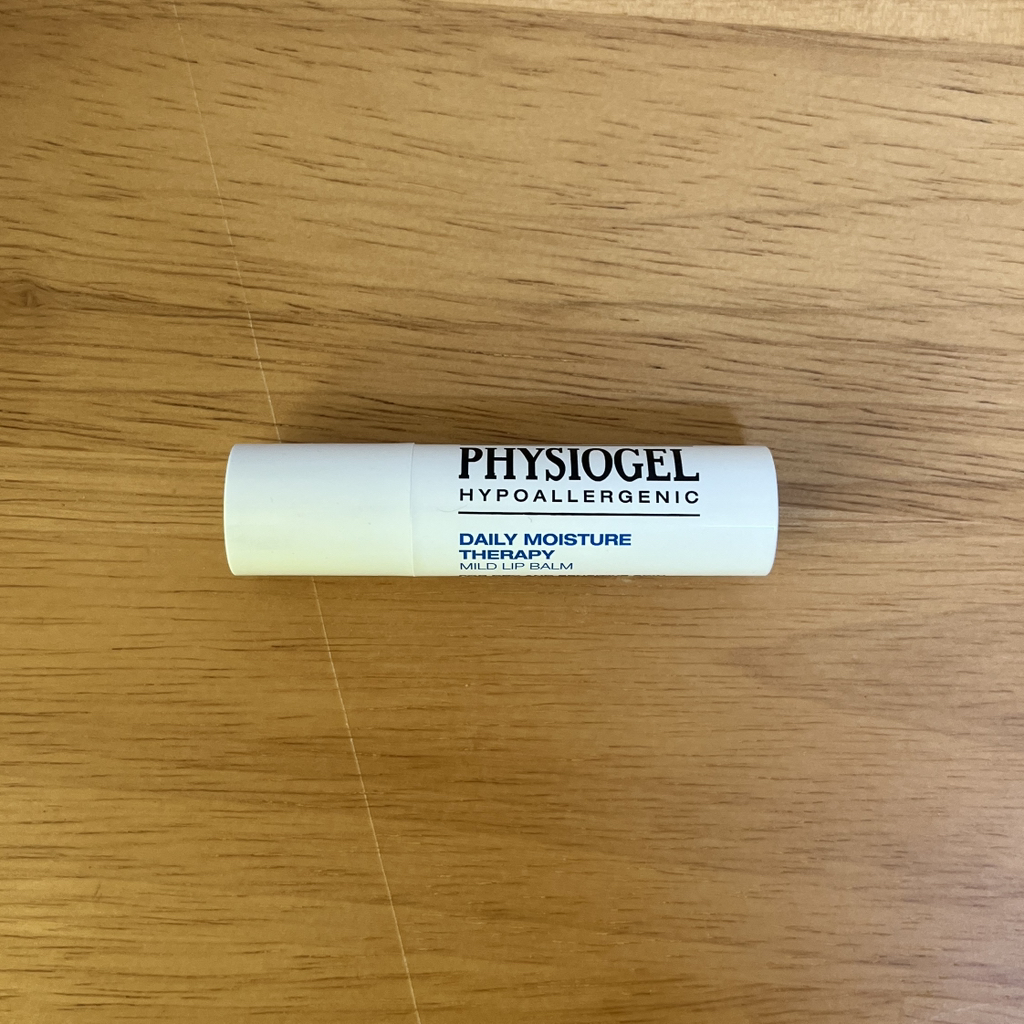 PHYSIOGEL
HYPOALLERGENIC
DAILY MOISTURE
THERAPY
MILD LIP BALM